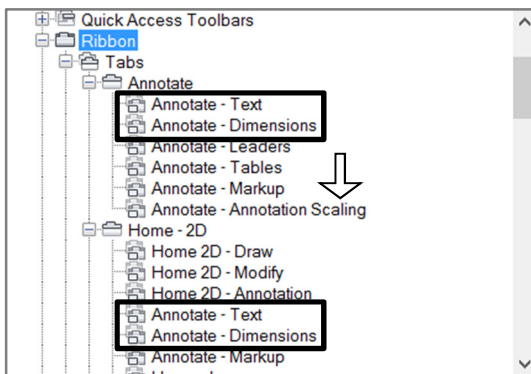 Quick Access Toolbars
Ribbon
Tabs
Annotate
Annotate - Text
Annotate - Dimensions
Annotate - Leaders
Annotate - Tables
Annotate - Markup
Annotate - Annotation Scaling
Home - 2D
Home 2D - Draw
Home 2D - Modify
Home 2D - Annotation
Annotate - Text
Annotate - Dimensions
Annotate - Markup